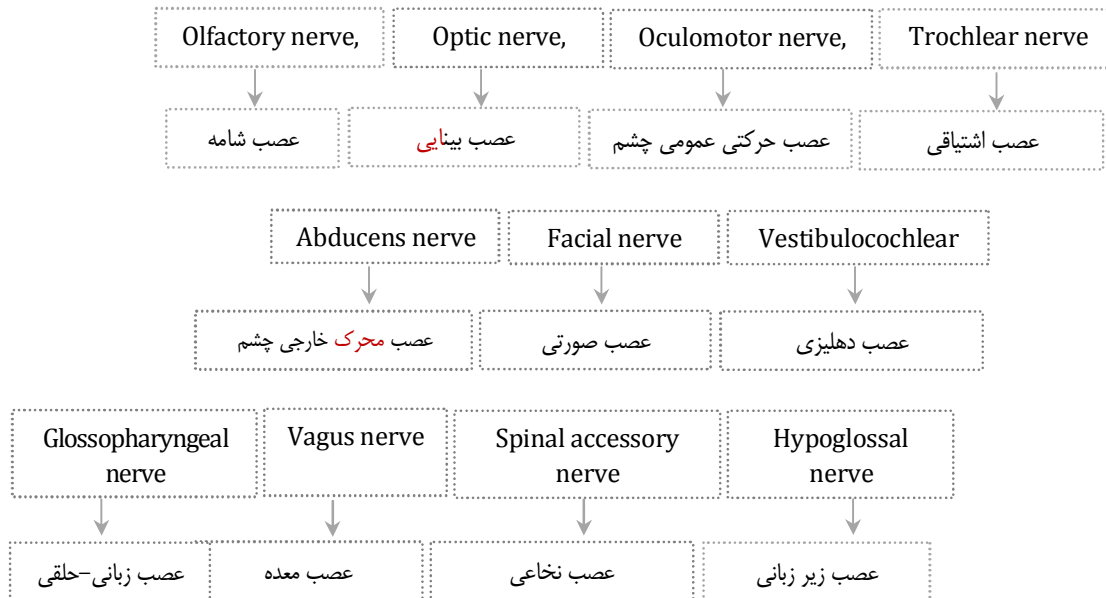 Olfactory nerve,
Optic nerve,
Oculomotor nerve,
Trochlear nerve
عصب شامه
عصب بینایی
عصب حرکتی عمومی چشم
عصب اشتیاقی
Abducens nerve
Facial nerve
Vestibulocochlear
عصب محرک خارجی چشم
عصب صورتی
عصب دهلیزی
Glossopharyngeal
nerve
Vagus nerve
Spinal accessory
nerve
Hypoglossal
nerve
عصب زبانی–حلقی
عصب معده
عصب نخاعی
عصب زیر زبانی